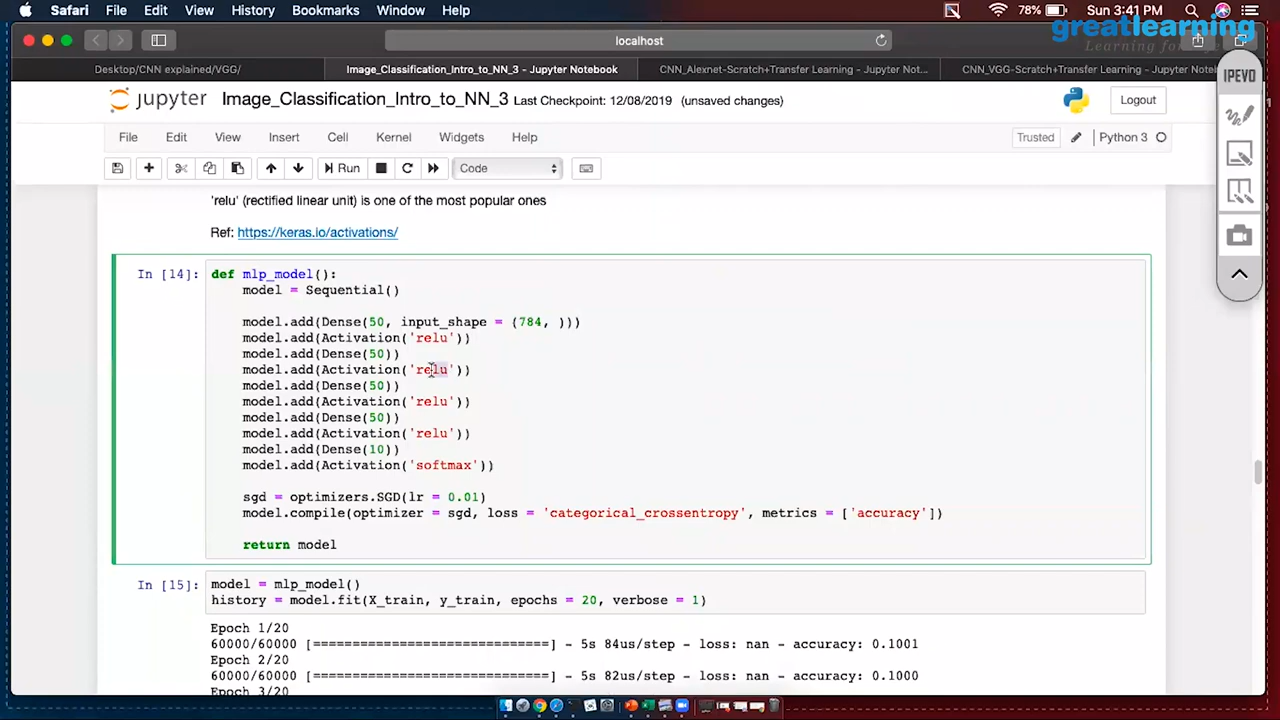 Safari File Edit View History Bookmarks Window Help 78% Sun 3:41 PM
greatlearning
Learning for
localhost
Desktop/CNN explained/VGG/ Image_Classification_Intro_to_NN_3 - Jupyter Notebook CNN_Alexnet-Scratch+Transfer Learning - Jupyter Not... CNN_VGG-Scratch+Transfer Learning - Jupyter Noteb
IPEVO
jupyter Image_Classification_Intro_to_NN_3 Last Checkpoint: 12/08/2019 (unsaved changes) Logout
File Edit View Insert Cell Kernel Widgets Help Trusted Python 3
Run Code
'relu' (rectified linear unit) is one of the most popular ones
Ref: https://keras.io/activations/
In [14]: def mlp_model():
model = Sequential()
model.add(Dense(50, input_shape = (784, )))
model.add(Activation('relu'))
model.add(Dense(50))
model.add(Activation('relu'))
model.add(Dense(50))
model.add(Activation('relu'))
model.add(Dense(50))
model.add(Activation('relu'))
model.add(Dense(10))
model.add(Activation('softmax'))
sgd = optimizers.SGD(lr = 0.01)
model.compile(optimizer = sgd, loss = 'categorical_crossentropy', metrics = ['accuracy'])
return model
In [15]: model = mlp_model()
history = model.fit(X_train, y_train, epochs = 20, verbose = 1)
Epoch 1/20
60000/60000 [==============================] - 5s 84us/step - loss: nan - accuracy: 0.1001
Epoch 2/20
60000/60000 [==============================] - 5s 82us/step - loss: nan - accuracy: 0.1000
Epoch 3/20